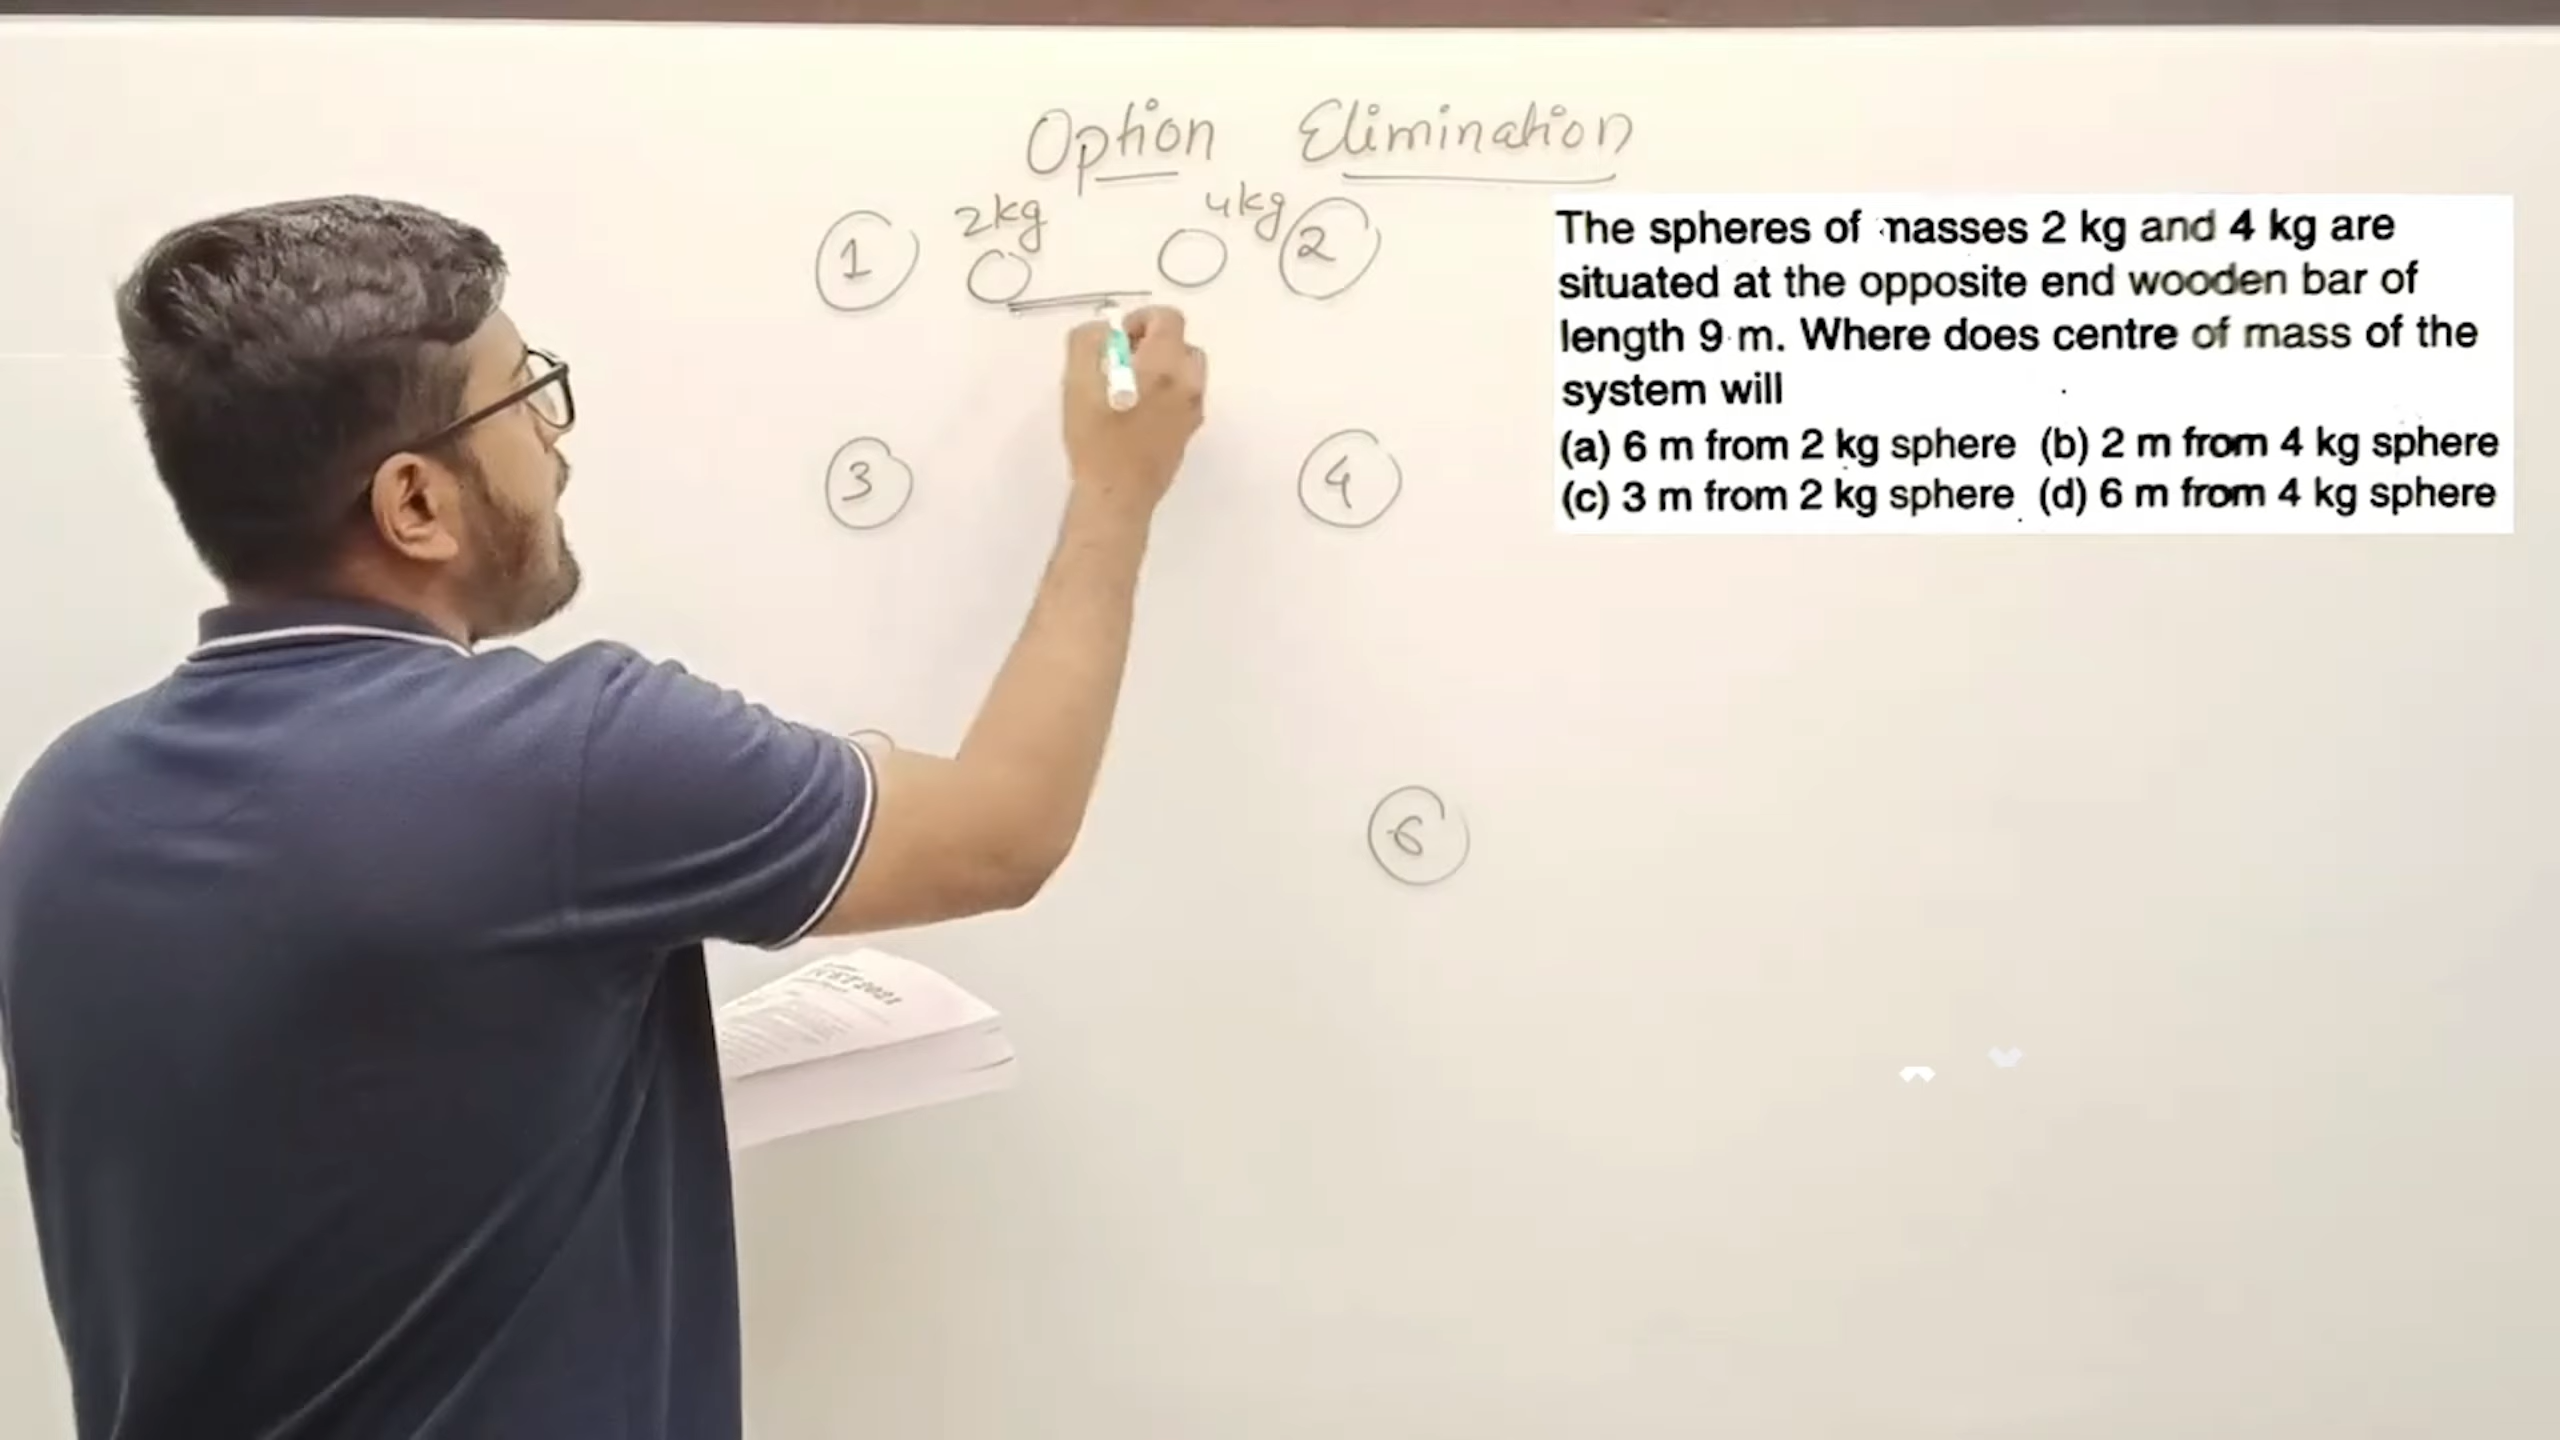 Option Elimination
1 2kg 4kg 2
3 4
6
The spheres of masses 2 kg and 4 kg are
situated at the opposite end wooden bar of
length 9 m. Where does centre of mass of the
system will
(a) 6 m from 2 kg sphere (b) 2 m from 4 kg sphere
(c) 3 m from 2 kg sphere (d) 6 m from 4 kg sphere
2021